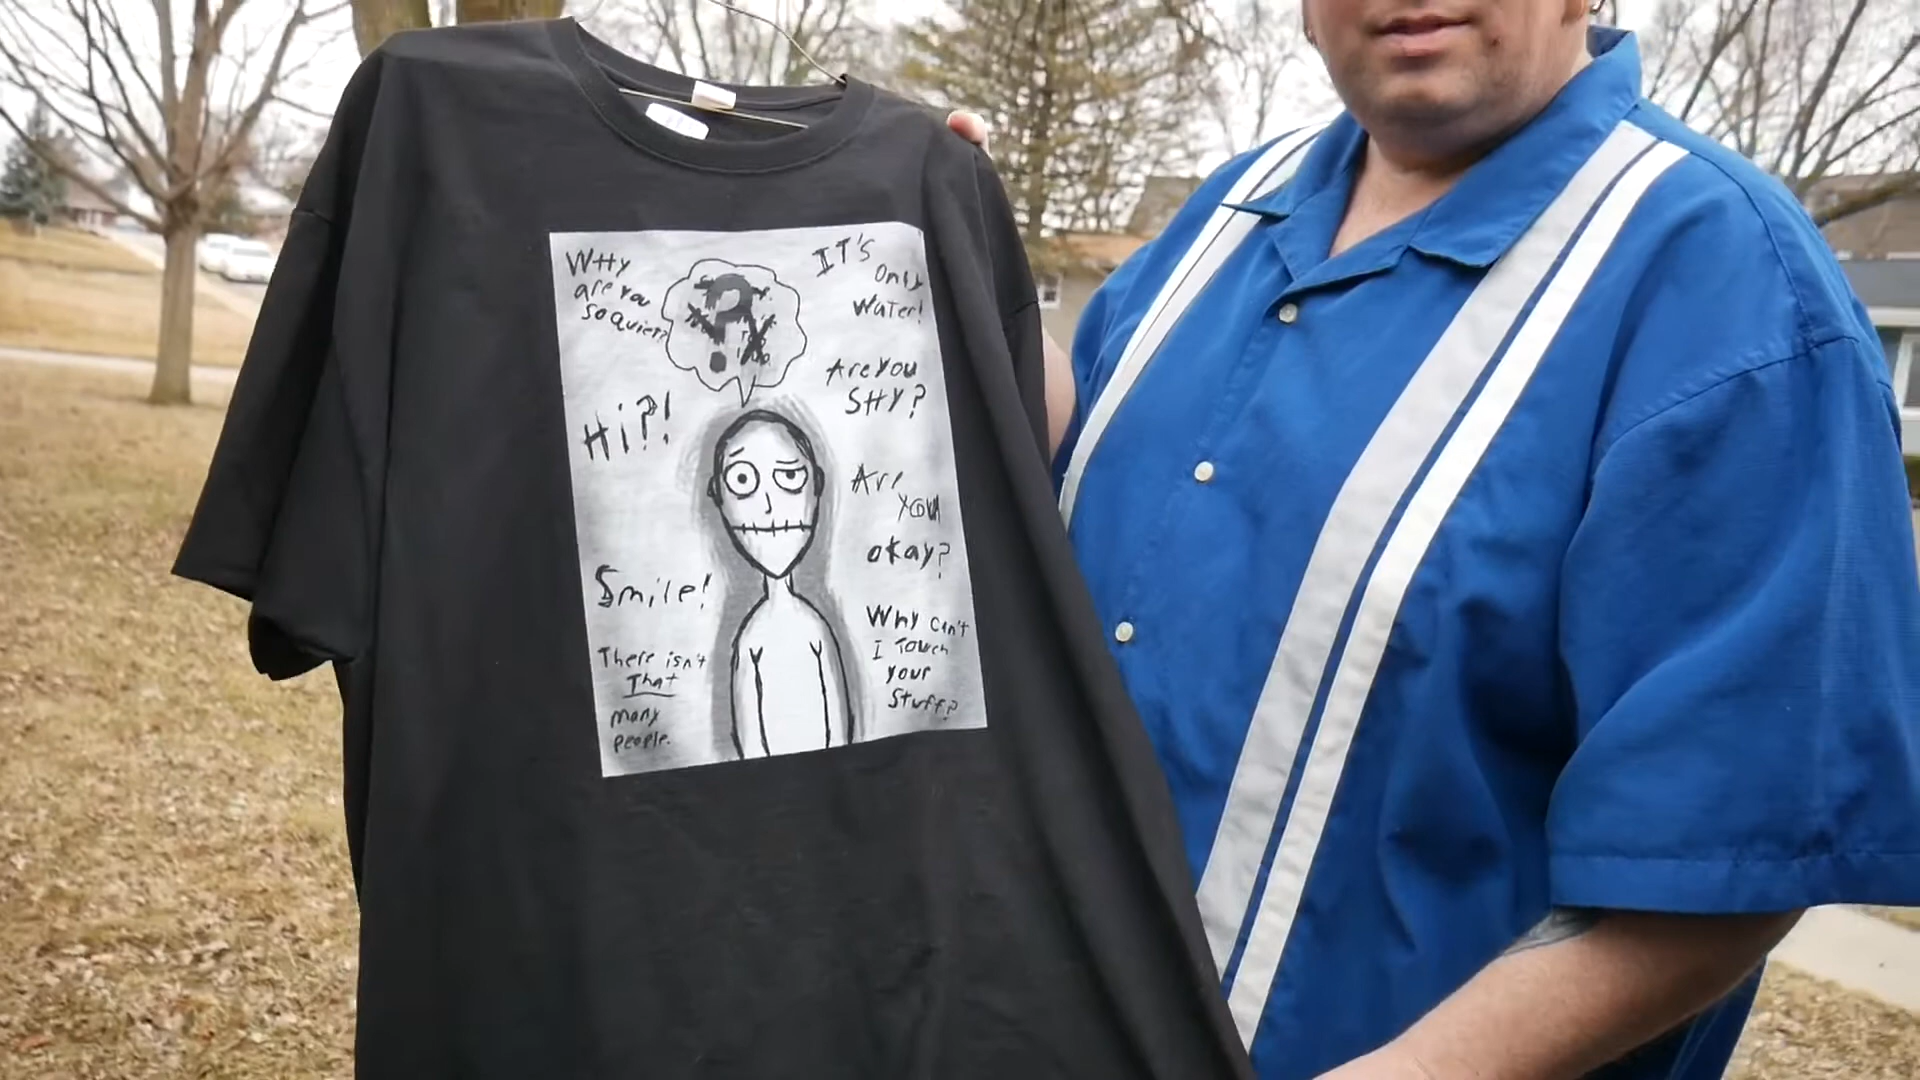 WHy
are you
so quiet?
?
IT'S
Only
Water!
Are you
SHY?
Hi?!
Are
you
okay?
Smile!
There isn't
That
many
people.
Why can't
I Touch
your
Stuff?